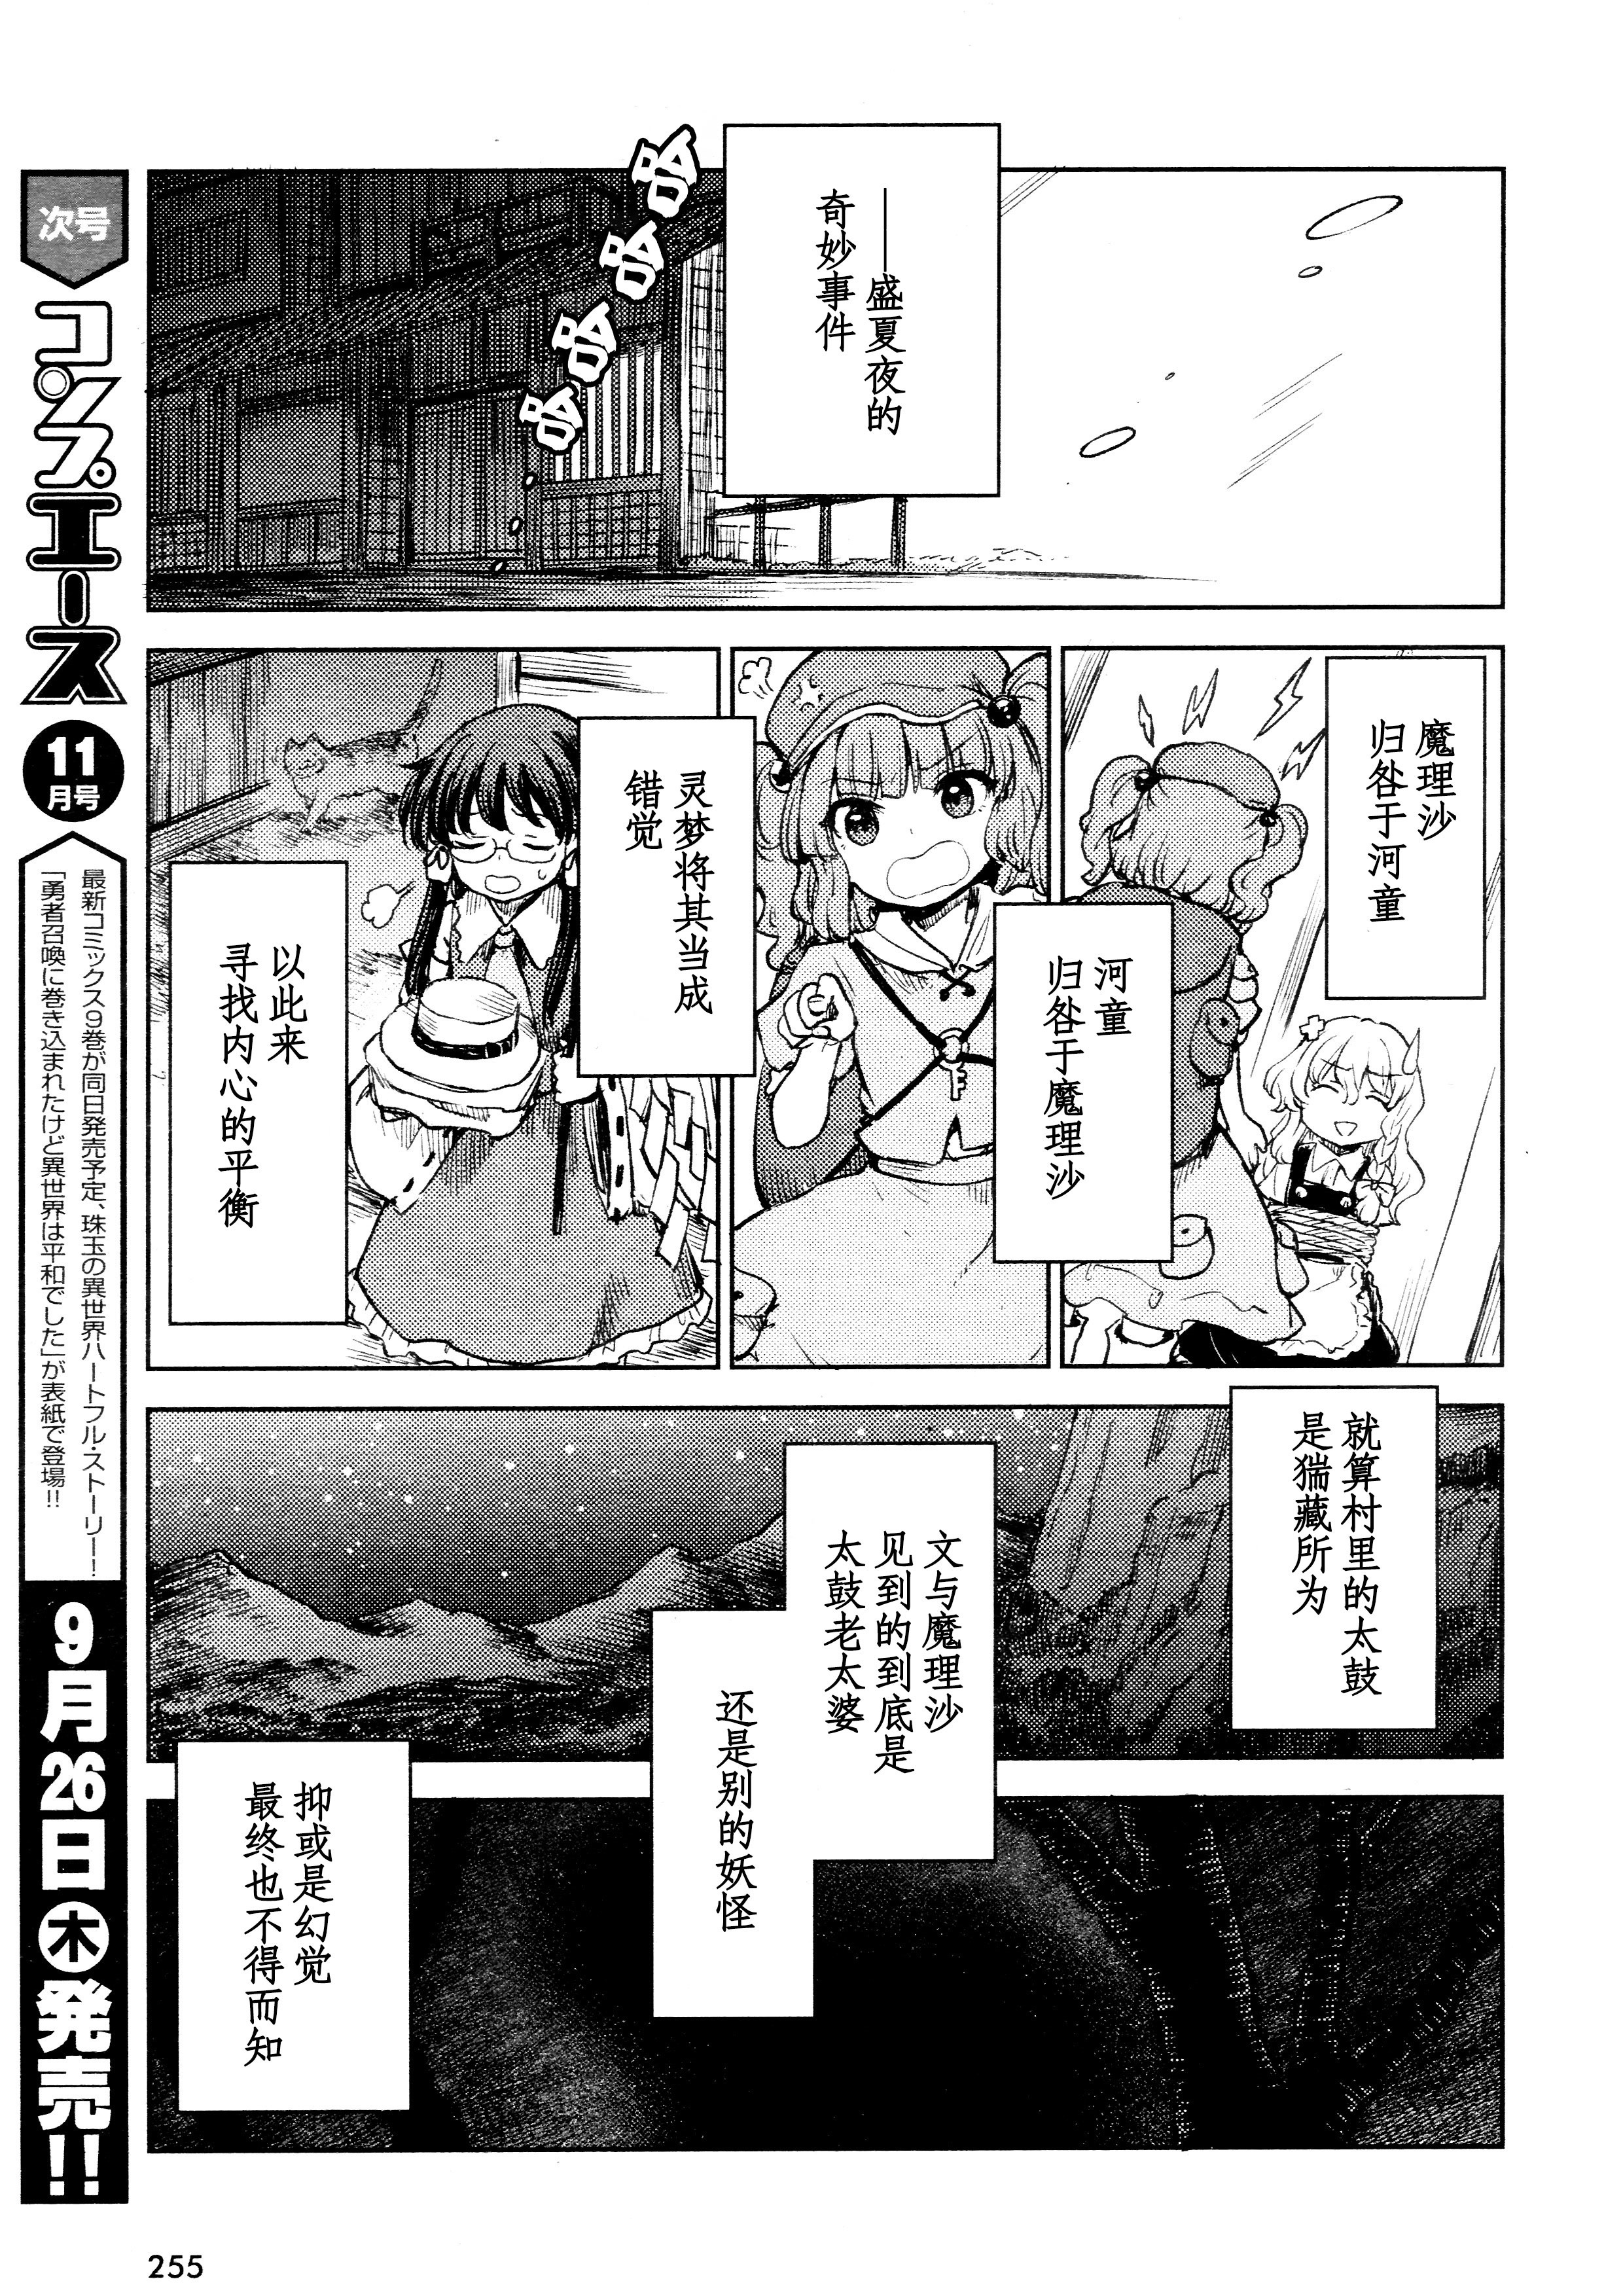 ——盛夏夜的
奇妙事件
哈
哈
哈
哈
魔理沙
归咎于河童
河童
归咎于魔理沙
灵梦将其当成
错觉
以此来
寻找内心的平衡
就算村里的太鼓
是猯藏所为
文与魔理沙
见到的到底是
太鼓老太婆
还是别的妖怪
抑或是幻觉
最终也不得而知
次号
コンプエース
11
月号
最新コミックス9巻が同日発売予定、珠玉の異世界ハートフル・ストーリー!
「勇者召喚に巻き込まれたけど異世界は平和でした」が表紙で登場!!
9月26日㊍発売!!
255